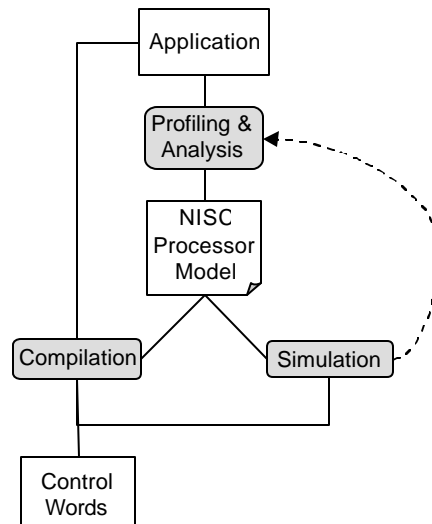 Application
Profiling &
Analysis
NISC
Processor
Model
Compilation
Simulation
Control
Words